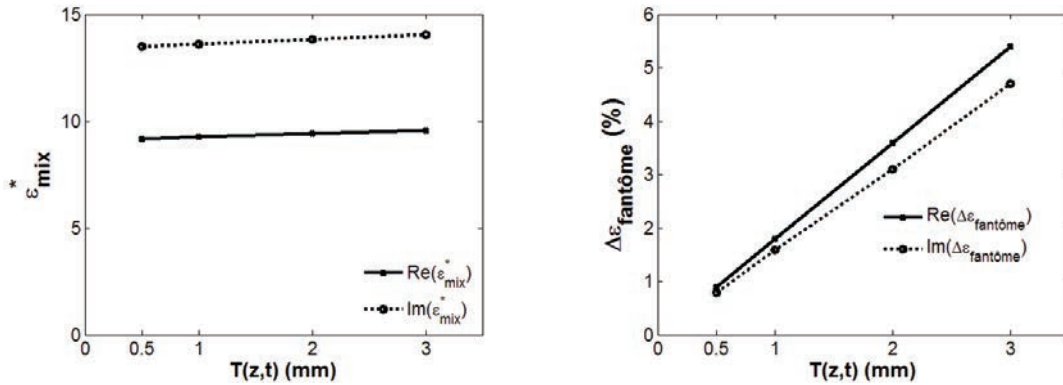 15
10
5
0
ε*mix
0 0.5 1 2 3
T(z,t) (mm)
Re(ε*mix)
Im(ε*mix)
6
5
4
3
2
1
0
Δεfantôme (%)
0 0.5 1 2 3
T(z,t) (mm)
Re(Δεfantôme)
Im(Δεfantôme)